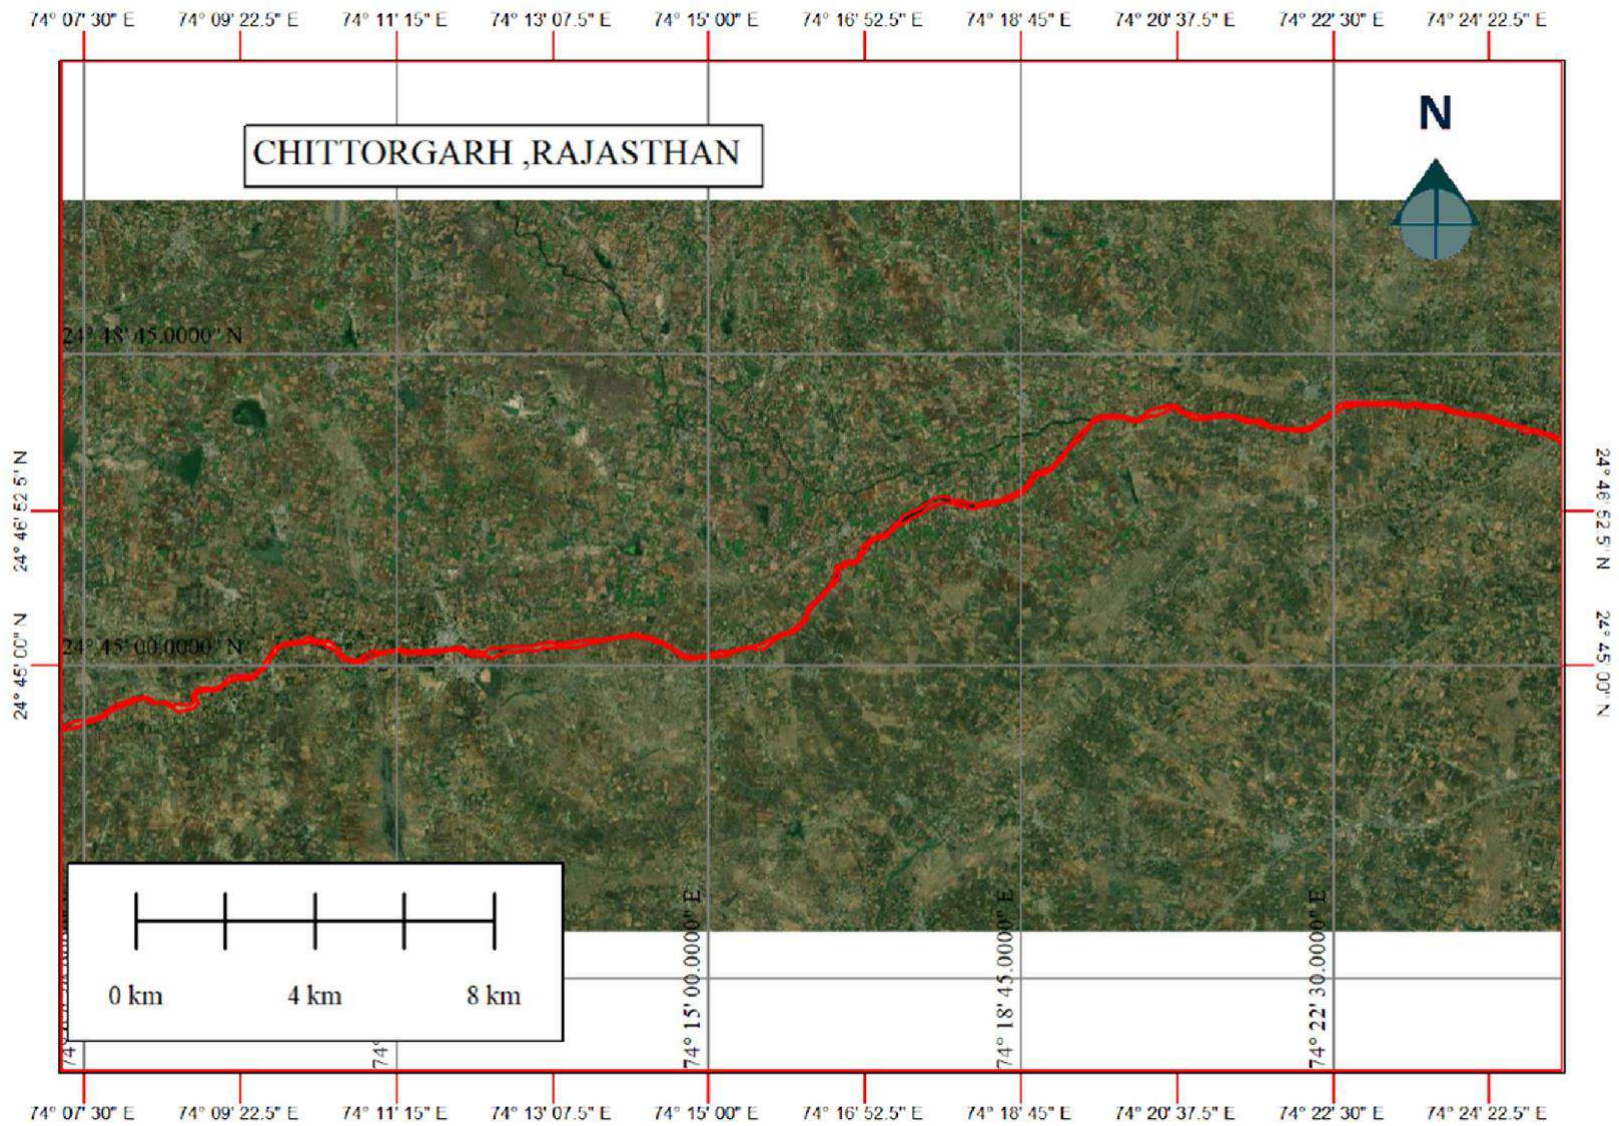 74° 07' 30" E 74° 09' 22.5" E 74° 11' 15" E 74° 13' 07.5" E 74° 15' 00" E 74° 16' 52.5" E 74° 18' 45" E 74° 20' 37.5" E 74° 22' 30" E 74° 24' 22.5" E
N
CHITTORGARH ,RAJASTHAN
24° 48' 45.0000" N
24° 46' 52.5" N
24° 46' 52.5" N
24° 45' 00.0000" N
24° 45' 00" N
24° 45' 00" N
74° 15' 00.0000" E
74° 18' 45.0000" E
74° 22' 30.0000" E
0 km 4 km 8 km
74°
74°
74° 07' 30" E 74° 09' 22.5" E 74° 11' 15" E 74° 13' 07.5" E 74° 15' 00" E 74° 16' 52.5" E 74° 18' 45" E 74° 20' 37.5" E 74° 22' 30" E 74° 24' 22.5" E